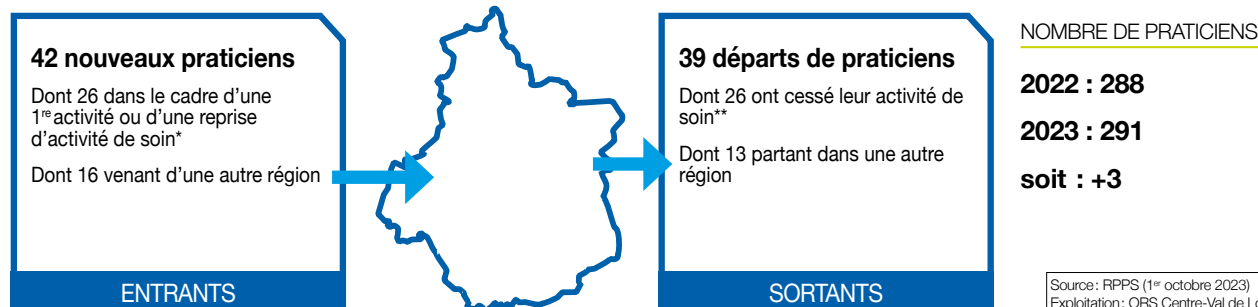 42 nouveaux praticiens
Dont 26 dans le cadre d'une
1re activité ou d'une reprise
d'activité de soin*
Dont 16 venant d'une autre région
ENTRANTS
39 départs de praticiens
Dont 26 ont cessé leur activité de
soin**
Dont 13 partant dans une autre
région
SORTANTS
NOMBRE DE PRATICIENS
2022 : 288
2023 : 291
soit : +3
Source : RPPS (1er octobre 2023)
Exploitation : ORS Centre-Val de